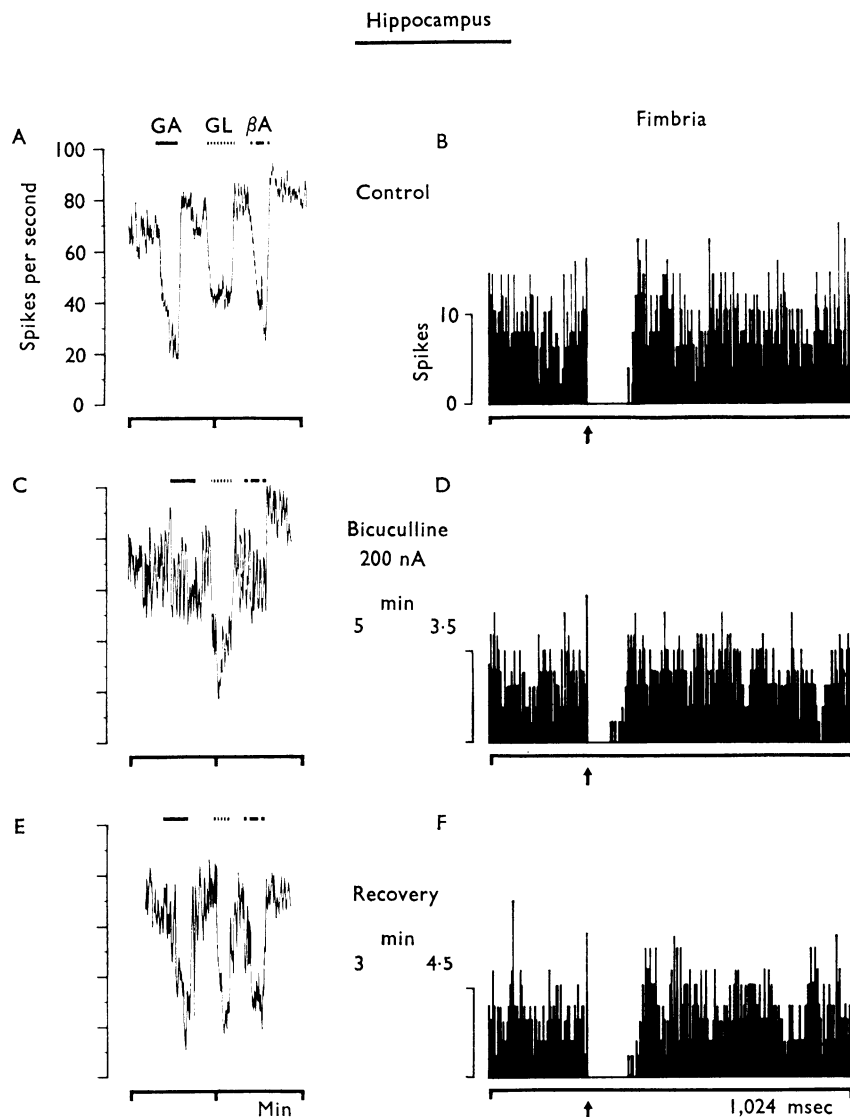 Hippocampus
A
GA GL βA
B
Fimbria
Control
Spikes per second
100
80
60
40
20
0
Spikes
10
0
C
D
Bicuculline
200 nA
min
5 3·5
E
F
Recovery
min
3 4·5
Min
1,024 msec